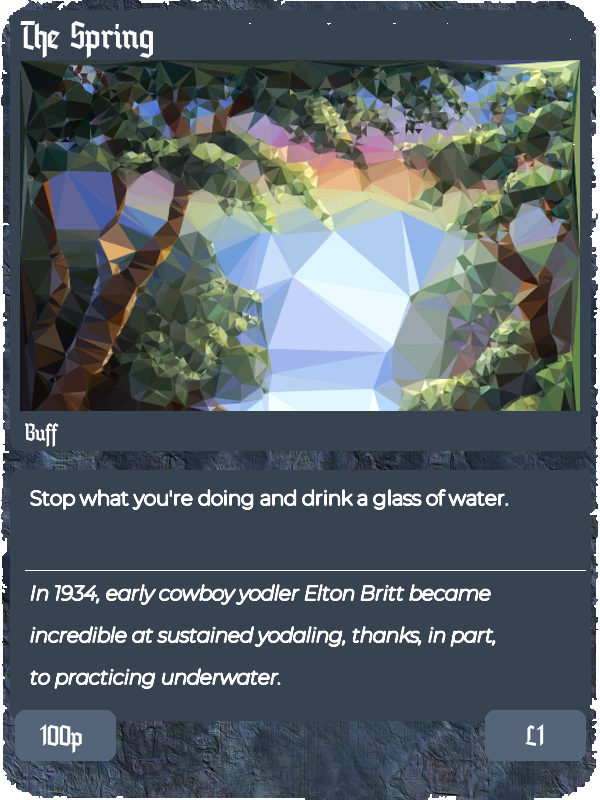 The Spring
Buff
Stop what you're doing and drink a glass of water.
In 1934, early cowboy yodler Elton Britt became
incredible at sustained yodaling, thanks, in part,
to practicing underwater.
100p
£1